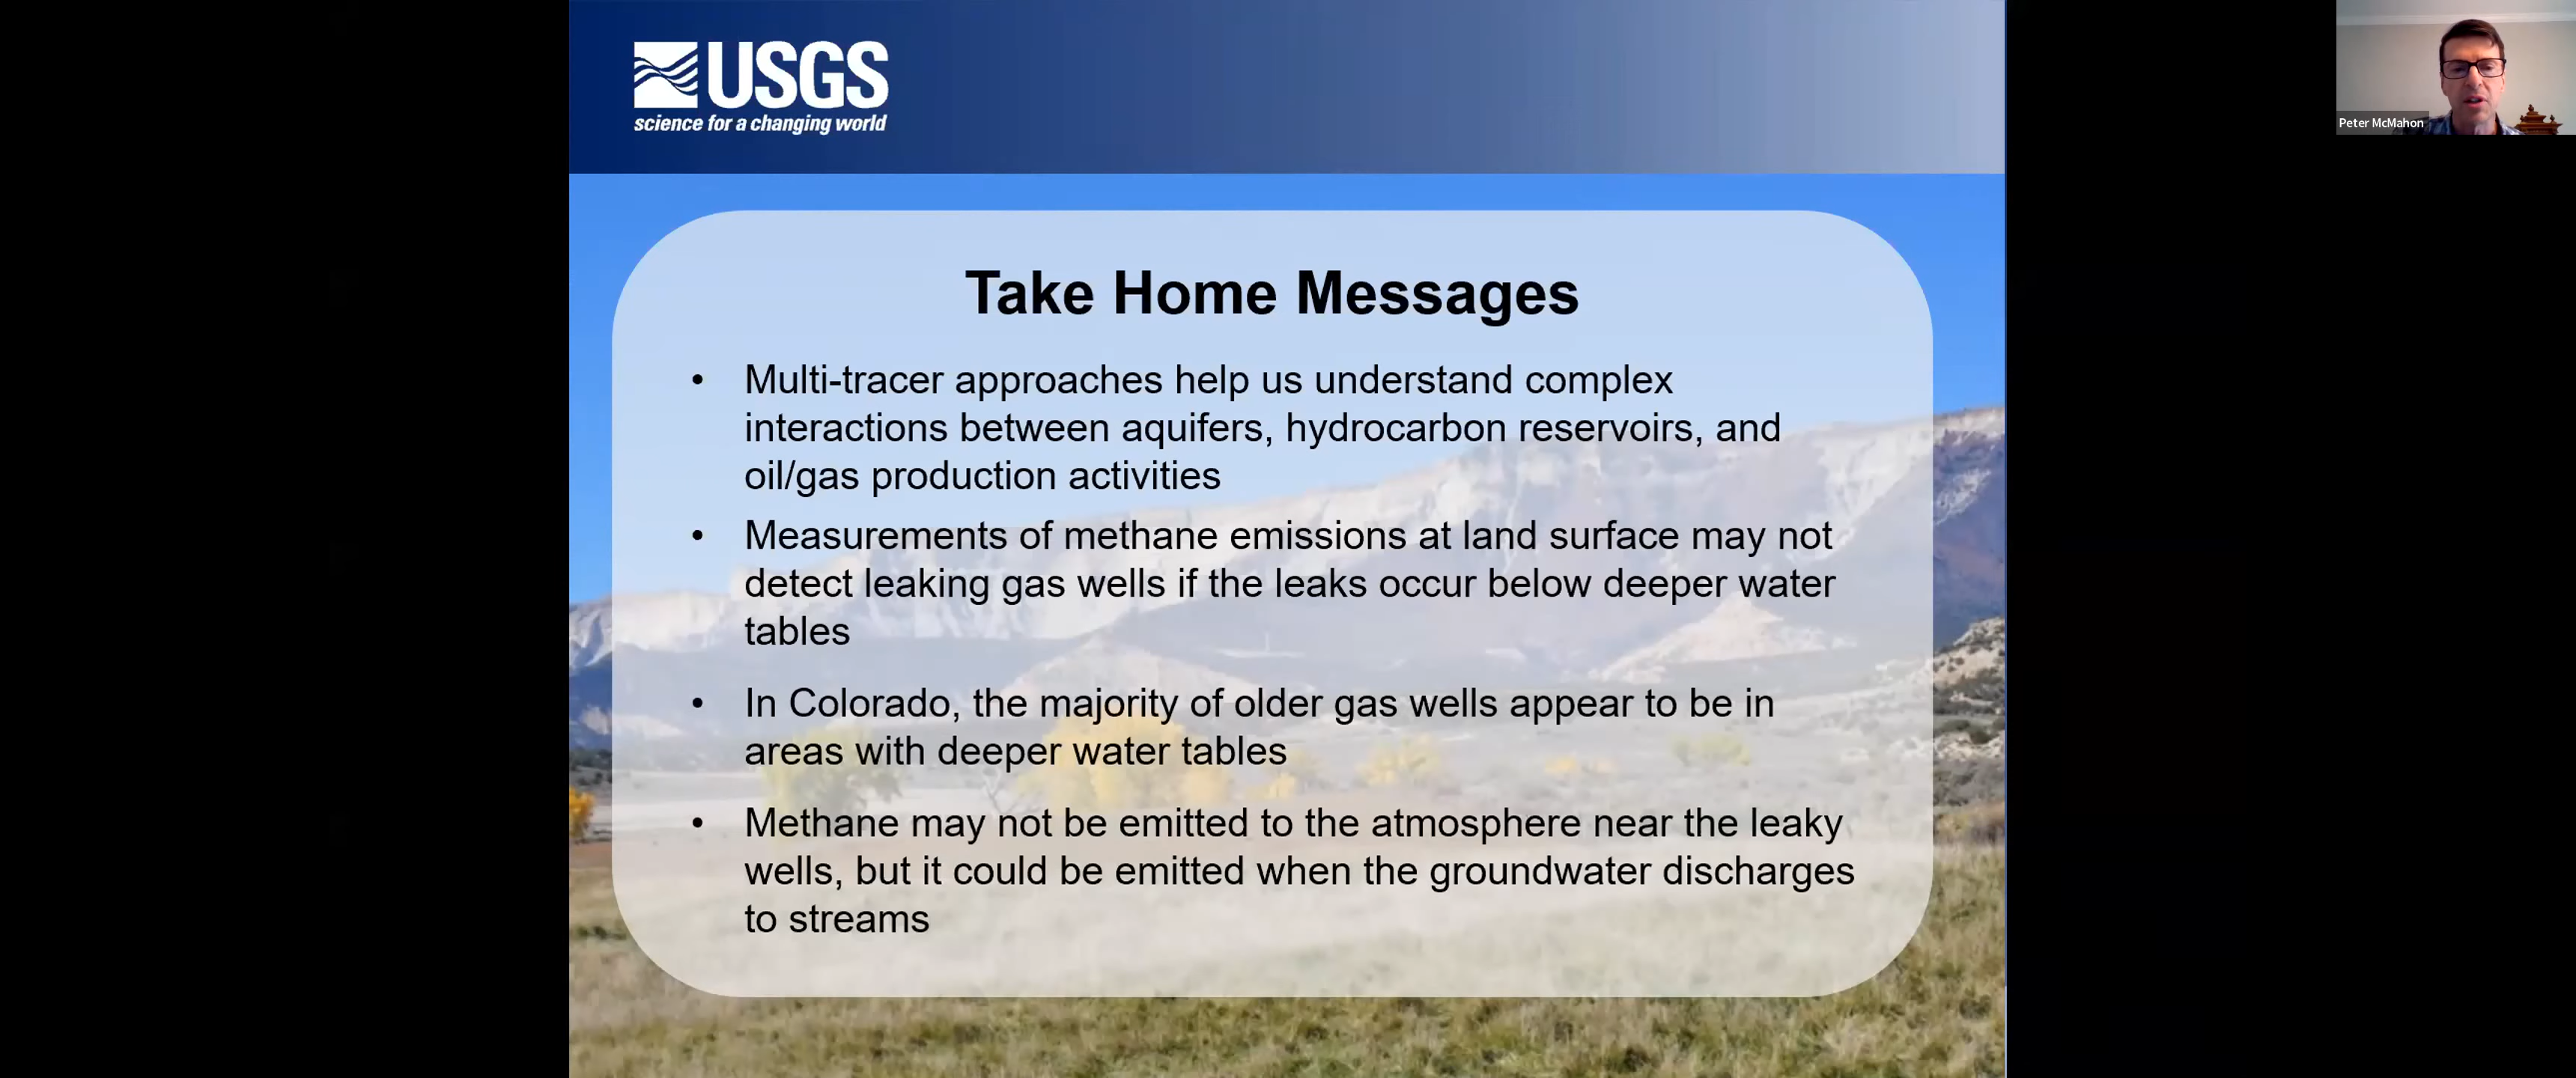 USGS
science for a changing world
Peter McMahon
Take Home Messages
• Multi-tracer approaches help us understand complex
interactions between aquifers, hydrocarbon reservoirs, and
oil/gas production activities
• Measurements of methane emissions at land surface may not
detect leaking gas wells if the leaks occur below deeper water
tables
• In Colorado, the majority of older gas wells appear to be in
areas with deeper water tables
• Methane may not be emitted to the atmosphere near the leaky
wells, but it could be emitted when the groundwater discharges
to streams